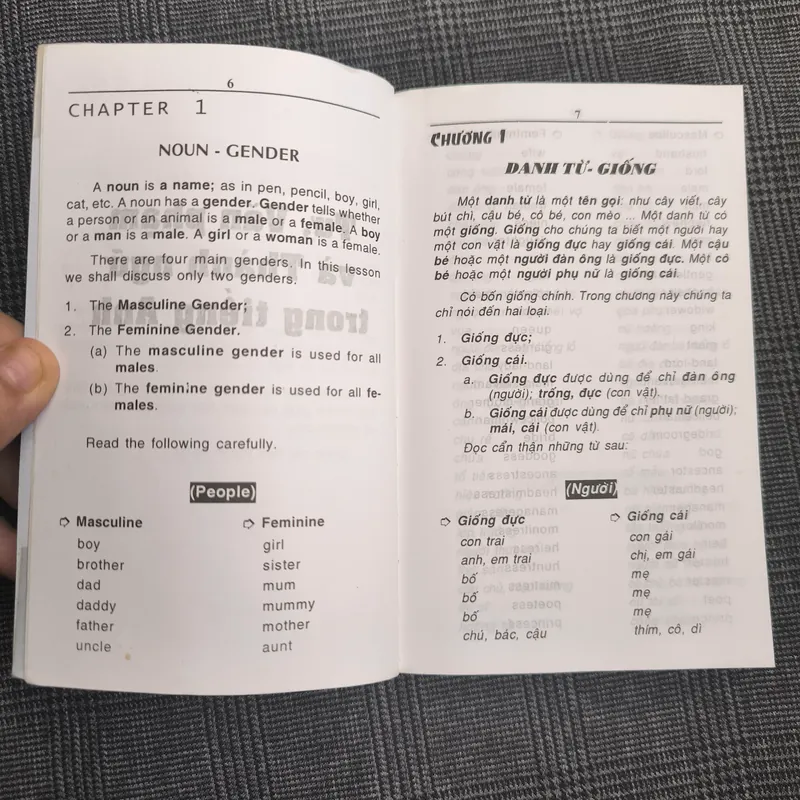 6
CHAPTER 1
NOUN - GENDER
A noun is a name; as in pen, pencil, boy, girl,
cat, etc. A noun has a gender. Gender tells whether
a person or an animal is a male or a female. A boy
or a man is a male. A girl or a woman is a female.
There are four main genders. In this lesson
we shall discuss only two genders.
1. The Masculine Gender;
2. The Feminine Gender.
(a) The masculine gender is used for all
males.
(b) The feminine gender is used for all fe-
males.
Read the following carefully.
(People)
➩ Masculine ➩ Feminine
boy girl
brother sister
dad mum
daddy mummy
father mother
uncle aunt
7
CHƯƠNG 1
DANH TỪ- GIỐNG
Một danh từ là một tên gọi: như cây viết, cây
bút chì, cậu bé, cô bé, con mèo ... Một danh từ có
một giống. Giống cho chúng ta biết một người hay
một con vật là giống đực hay giống cái. Một cậu
bé hoặc một người đàn ông là giống đực. Một cô
bé hoặc một người phụ nữ là giống cái.
Có bốn giống chính. Trong chương này chúng ta
chỉ nói đến hai loại.
1. Giống đực;
2. Giống cái.
a. Giống đực được dùng để chỉ đàn ông
(người); trống, đực (con vật).
b. Giống cái được dùng để chỉ phụ nữ (người);
mái, cái (con vật).
Đọc cẩn thận những từ sau:
(Người)
➩ Giống đực ➩ Giống cái
con trai con gái
anh, em trai chị, em gái
bố mẹ
bố mẹ
bố mẹ
chú, bác, cậu thím, cô, dì